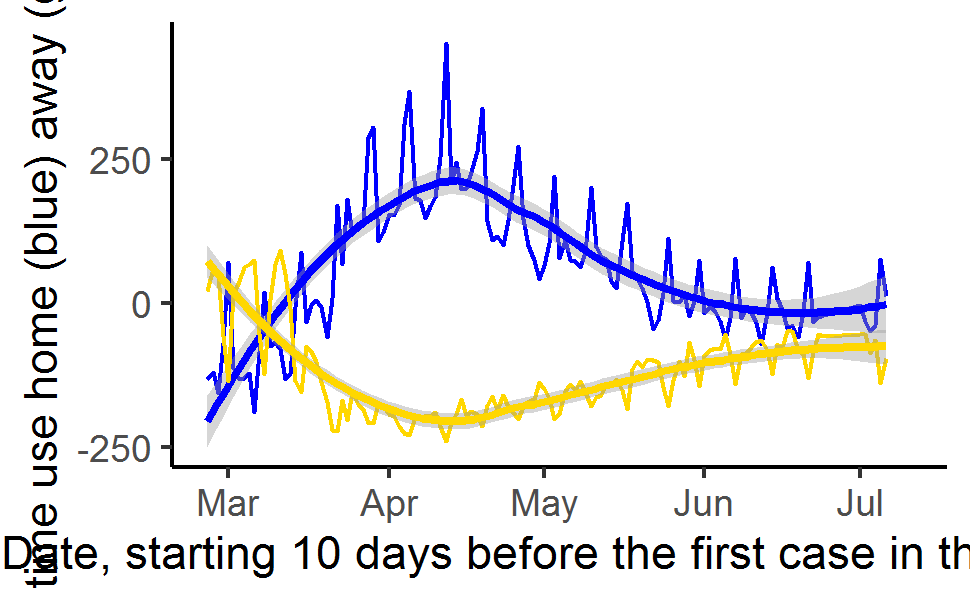 time use home (blue) away (
250
0
-250
Mar Apr May Jun Jul
Date, starting 10 days before the first case in th